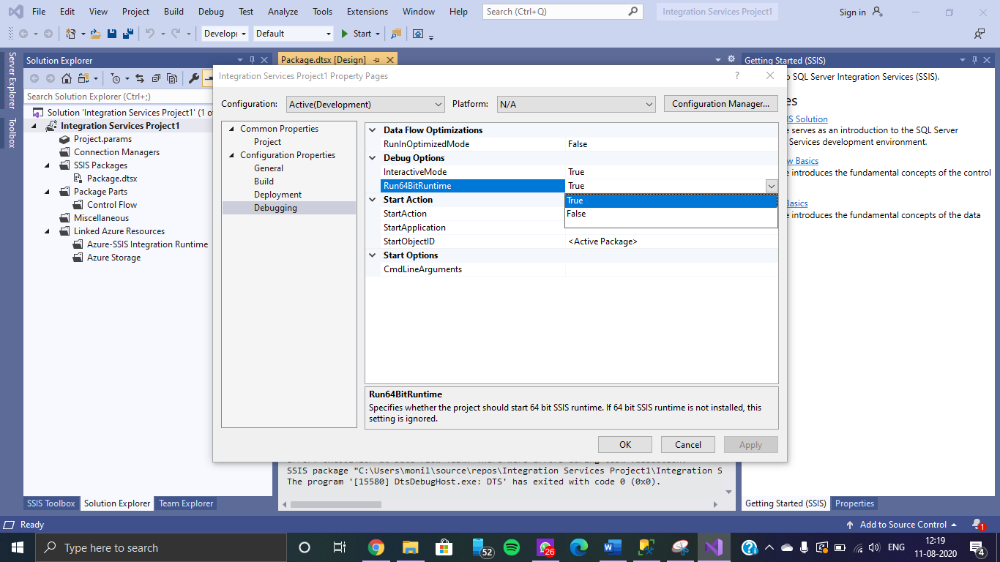 File Edit View Project Build Debug Test Analyze Tools Extensions Window Help Search (Ctrl+Q) Integration Services Project1 Sign in
Default Start
Server Explorer
Toolbox
Solution Explorer
Search Solution Explorer (Ctrl+;)
Solution 'Integration Services Project1' (1
Integration Services Project1
Project.params
Connection Managers
SSIS Packages
Package.dtsx
Package Parts
Control Flow
Miscellaneous
Linked Azure Resources
Azure-SSIS Integration Runtime
Azure Storage
SSIS Toolbox Solution Explorer Team Explorer
Package.dtsx [Design]
Integration Services Project1 Property Pages ?
Configuration: Active(Development) Platform: N/A Configuration Manager...
Common Properties
Project
Configuration Properties
General
Build
Deployment
Debugging
Data Flow Optimizations
RunInOptimizedMode False
Debug Options
InteractiveMode True
Run64BitRuntime True
True
False
Start Action
StartAction
StartApplication
StartObjectID <Active Package>
Start Options
CmdLineArguments
Run64BitRuntime
Specifies whether the project should start 64 bit SSIS runtime. If 64 bit SSIS runtime is not installed, this
setting is ignored.
OK Cancel Apply
SSIS package "C:\Users\monil\source\repos\Integration Services Project1\Integration S
The program '[15580] DtsDebugHost.exe: DTS' has exited with code 0 (0x0).
Getting Started (SSIS)
SQL Server Integration Services (SSIS).
es
IS Solution
serves as an introduction to the SQL Server
Services development environment.
w Basics
introduces the fundamental concepts of the control
Basics
introduces the fundamental concepts of the data
Getting Started (SSIS) Properties
Ready Add to Source Control 1
Type here to search 52 26 ENG 12:19
11-08-2020 4